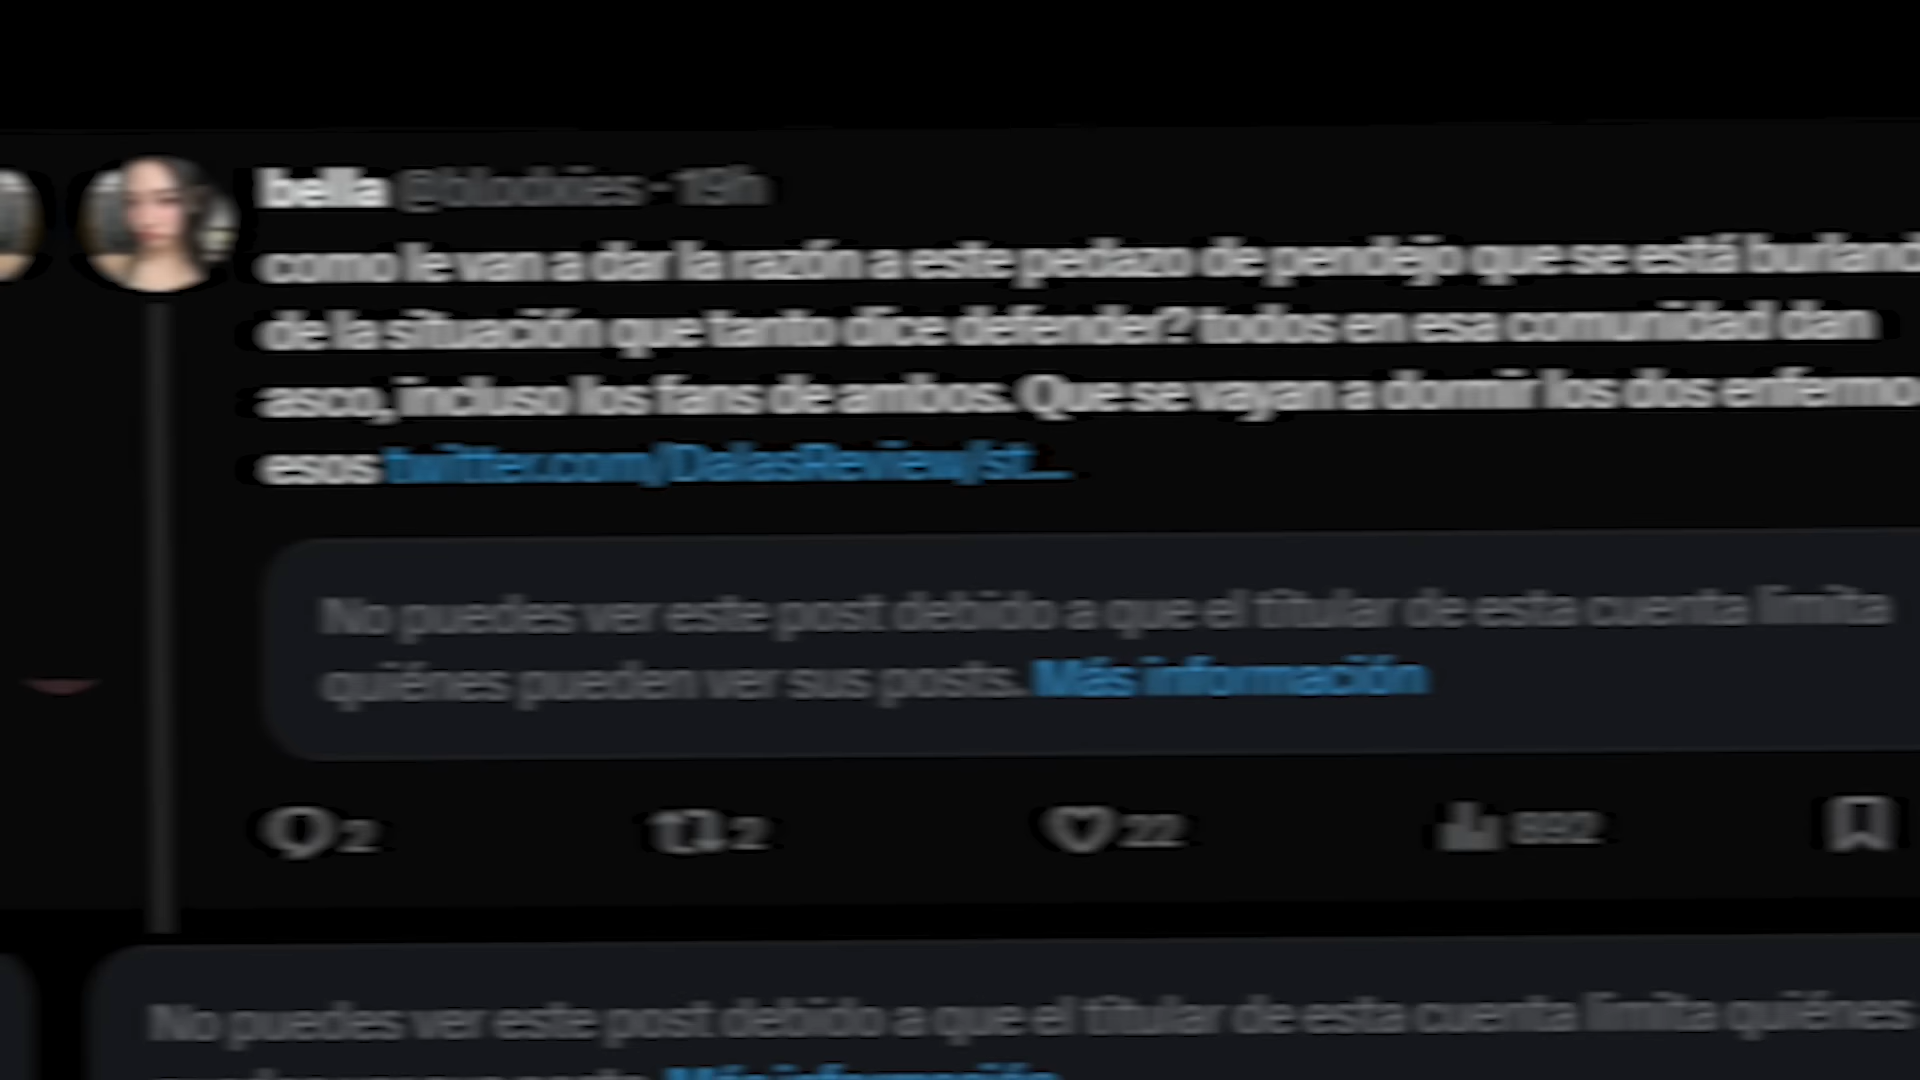 bella @blockies · 19h
como le van a dar la razón a este pedazo de pendejo que se está burland
de la situación que tanto dice defender? todos en esa comunidad dan
asco, incluso los fans de ambos. Que se vayan a dormir los dos enfermo
esos twitter.com/DalasReview/st...
No puedes ver este post debido a que el titular de esta cuenta limita
quiénes pueden ver sus posts. Más información
2 2 22 892
No puedes ver este post debido a que el titular de esta cuenta limita quiénes
Más información